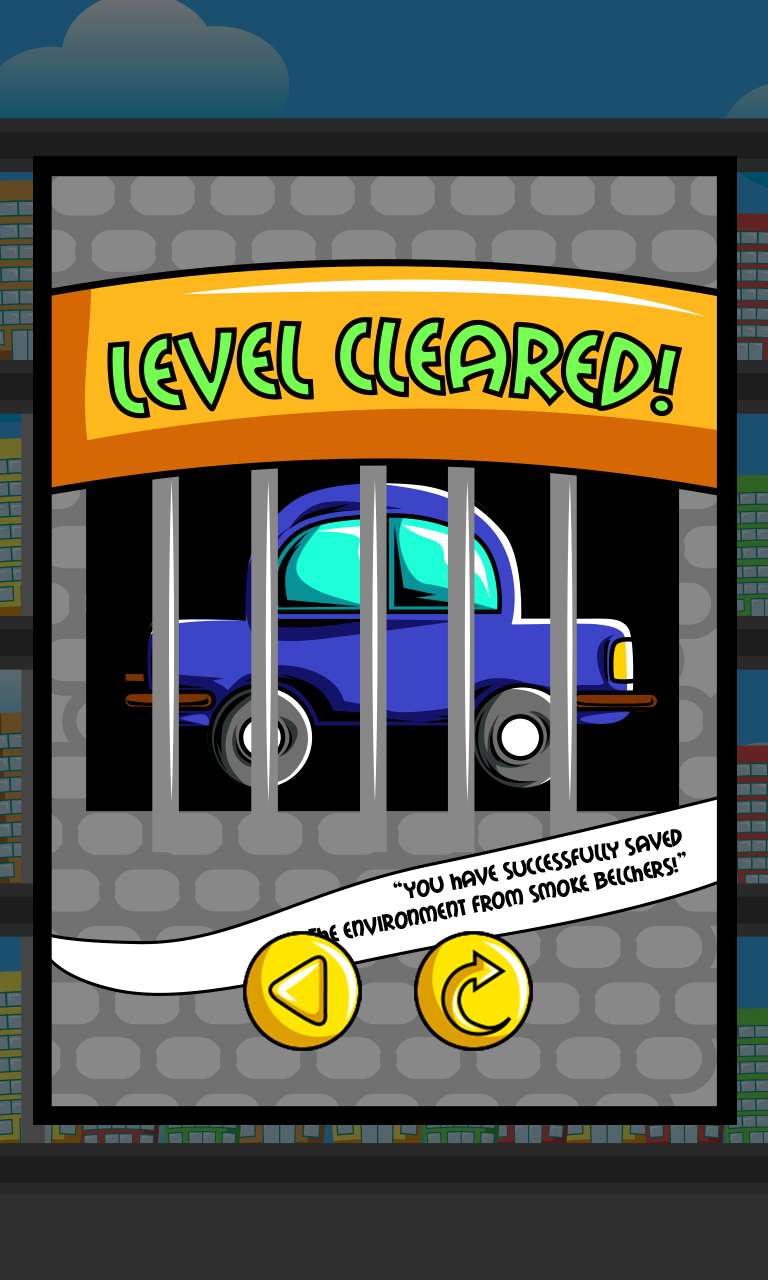 LEVEL CLEARED!
“YOU hAVE SUCCESSFULLY SAVED
The ENVIRONMENT FROM SMOKE BELChERS!”